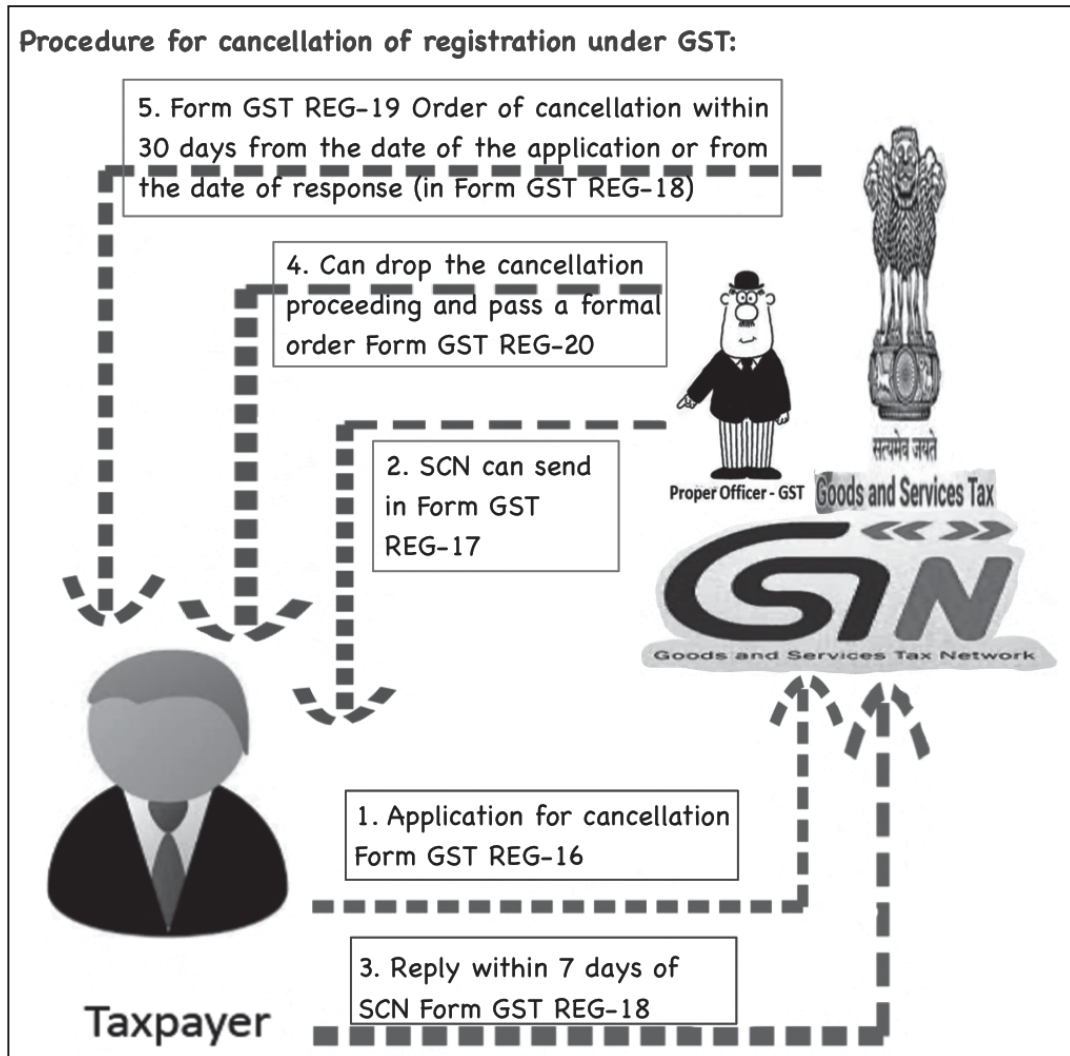 Procedure for cancellation of registration under GST:
5. Form GST REG-19 Order of cancellation within
30 days from the date of the application or from
the date of response (in Form GST REG-18)
4. Can drop the cancellation
proceeding and pass a formal
order Form GST REG-20
2. SCN can send
in Form GST
REG-17
सत्यमेव जयते
Proper Officer - GST
Goods and Services Tax
GSTN
Goods and Services Tax Network
1. Application for cancellation
Form GST REG-16
3. Reply within 7 days of
SCN Form GST REG-18
Taxpayer